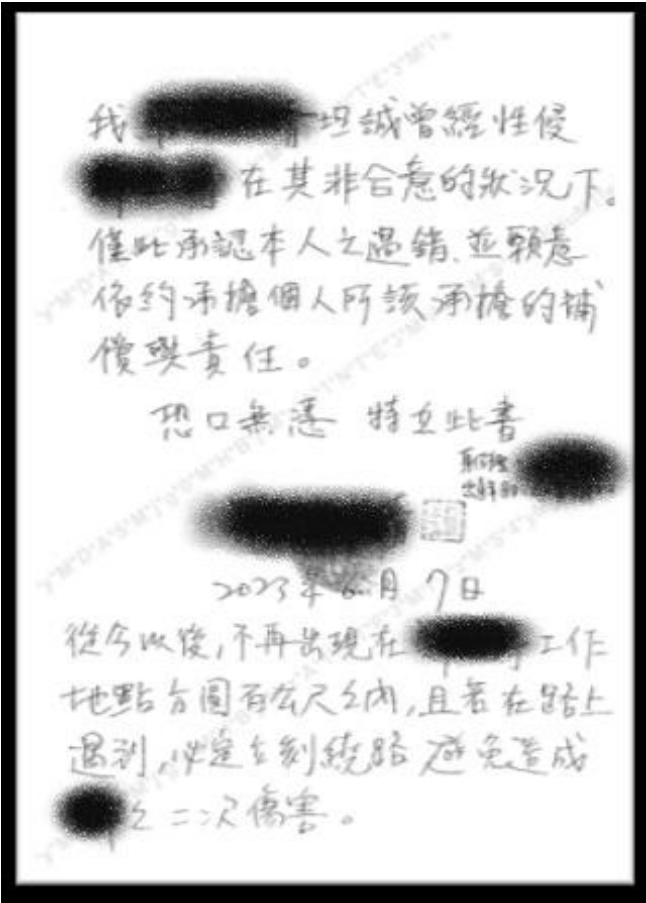 我 坦誠曾經性侵
在其非合意的狀況下。
僅此承認本人之過錯、並願意
依約承擔個人所該承擔的補
償與責任。
恐口無憑 特立此書
2023年6月7日
從今以後,不再出現在 工作
地點方圓百公尺之內,且若在路上
遇到,必定立刻繞路 避免造成
之二次傷害。